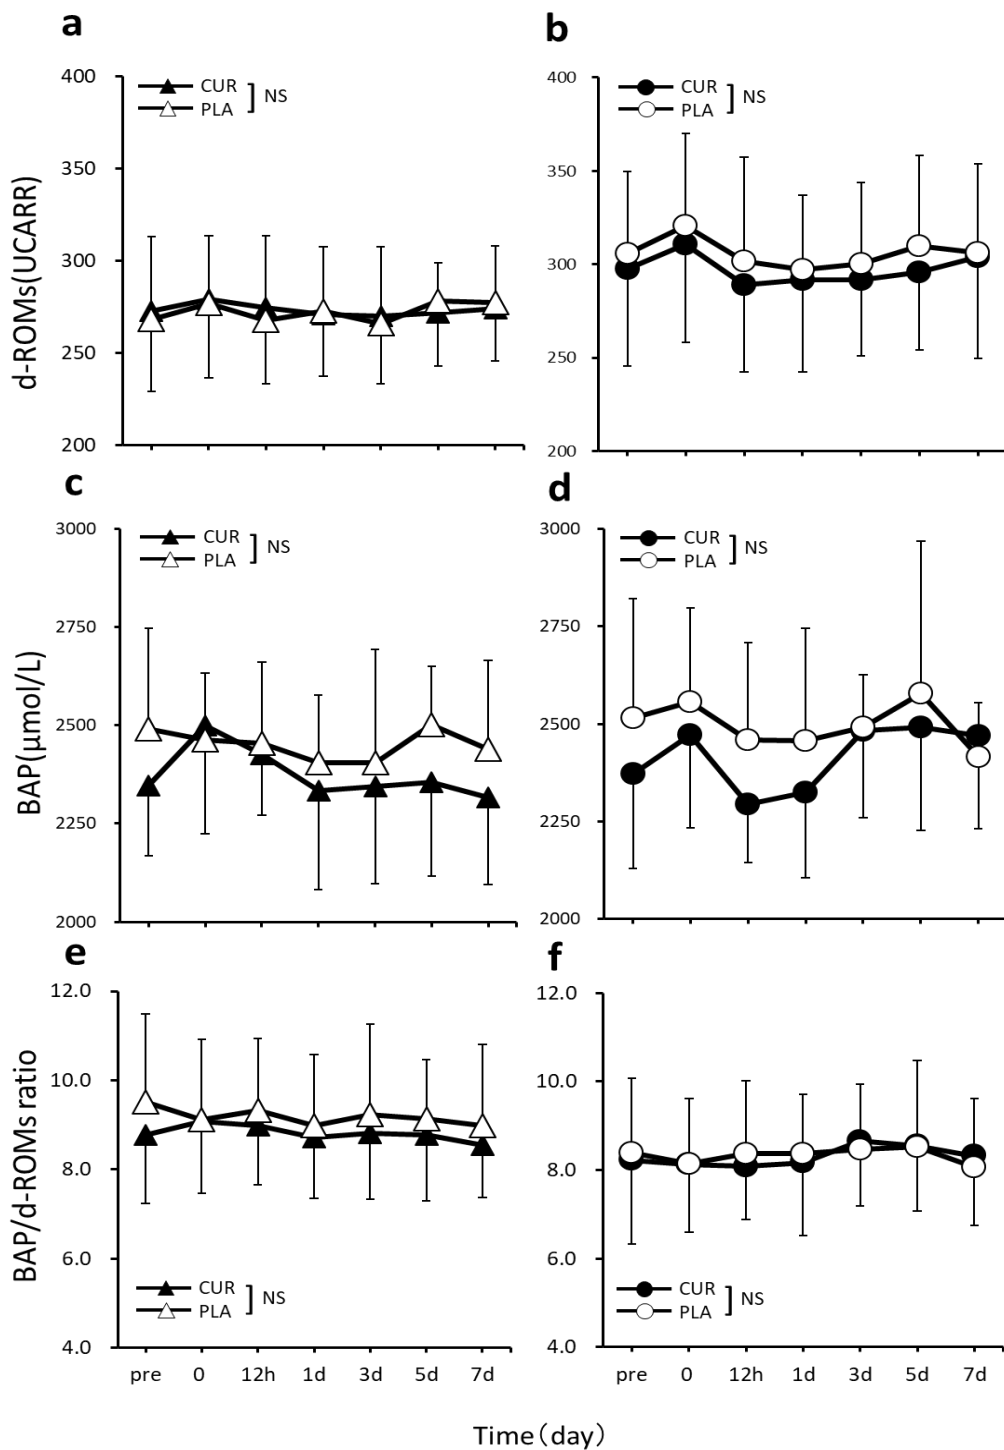 a
d-ROMs(UCARR)
400
350
300
250
200
CUR
PLA
NS
b
400
350
300
250
200
CUR
PLA
NS
c
BAP(μmol/L)
3000
2750
2500
2250
2000
CUR
PLA
NS
d
3000
2750
2500
2250
2000
CUR
PLA
NS
e
BAP/d-ROMs ratio
12.0
10.0
8.0
6.0
4.0
CUR
PLA
NS
pre 0 12h 1d 3d 5d 7d
f
12.0
10.0
8.0
6.0
4.0
CUR
PLA
NS
pre 0 12h 1d 3d 5d 7d
Time(day)